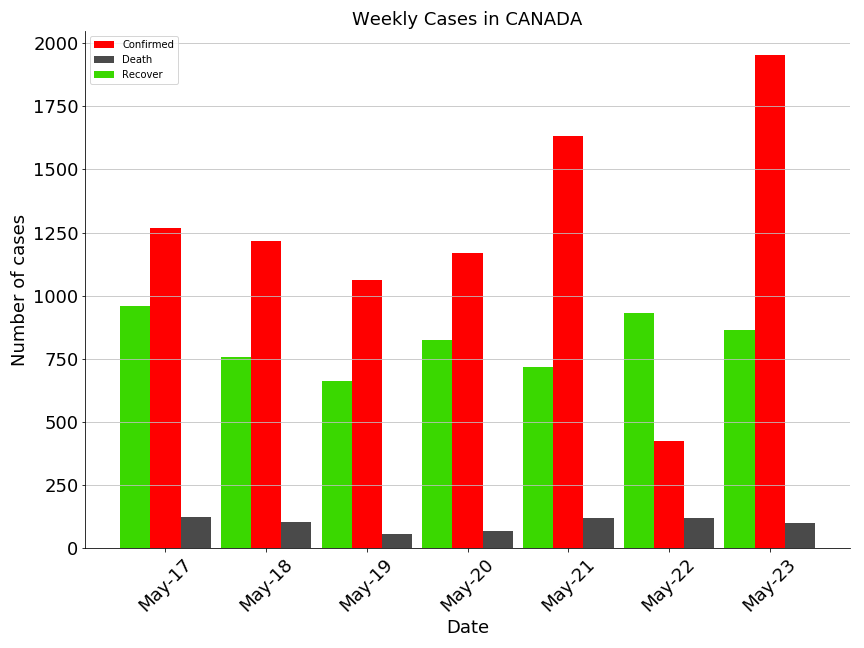 Weekly Cases in CANADA
Confirmed
Death
Recover
Number of cases
2000
1750
1500
1250
1000
750
500
250
0
May-17
May-18
May-19
May-20
May-21
May-22
May-23
Date